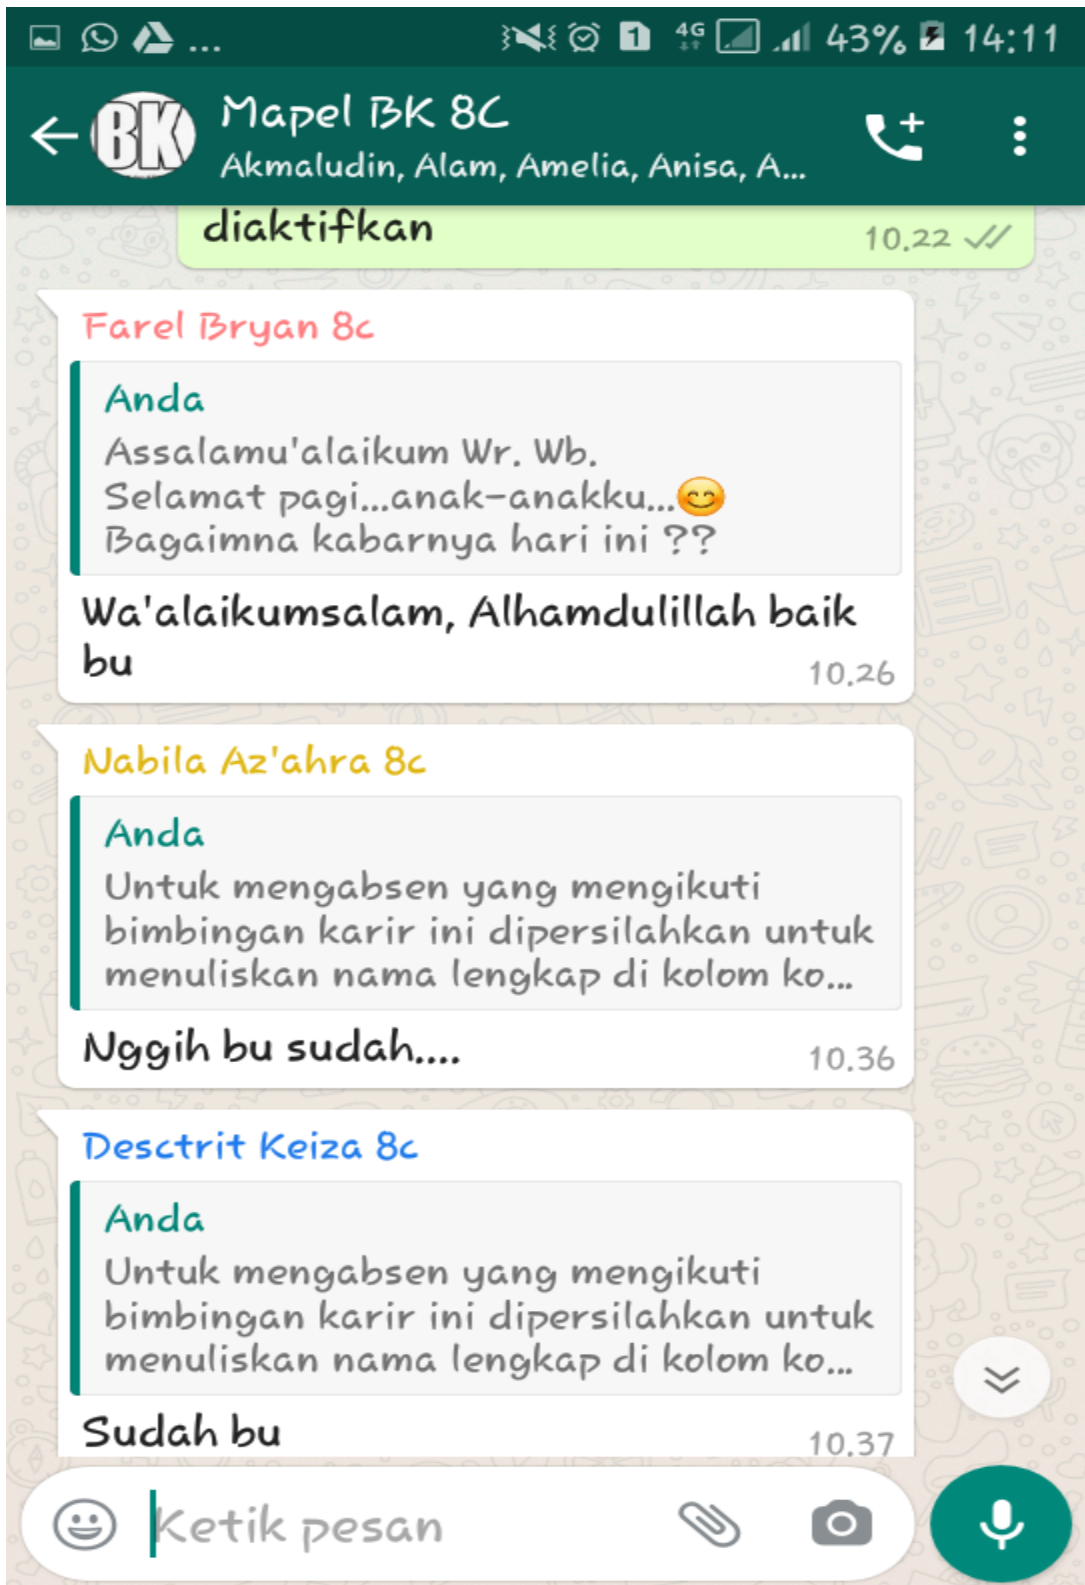 ... 1 4G 43% 14:11
BK Mapel BK 8C
Akmaludin, Alam, Amelia, Anisa, A...
diaktifkan 10.22
Farel Bryan 8c
Anda
Assalamu'alaikum Wr. Wb.
Selamat pagi...anak-anakku...😊
Bagaimna kabarnya hari ini ??
Wa'alaikumsalam, Alhamdulillah baik
bu 10.26
Nabila Az'ahra 8c
Anda
Untuk mengabsen yang mengikuti
bimbingan karir ini dipersilahkan untuk
menuliskan nama lengkap di kolom ko...
Nggih bu sudah.... 10.36
Desctrit Keiza 8c
Anda
Untuk mengabsen yang mengikuti
bimbingan karir ini dipersilahkan untuk
menuliskan nama lengkap di kolom ko...
Sudah bu 10.37
Ketik pesan